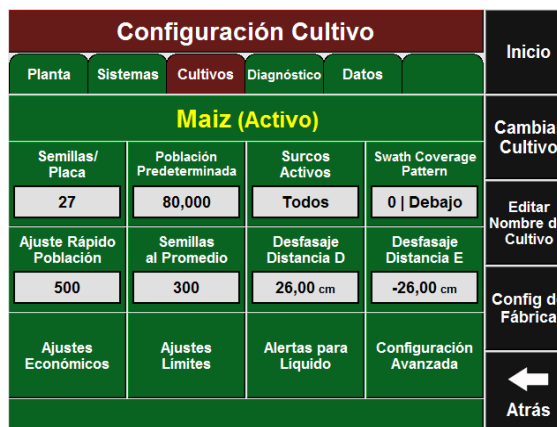 Configuración Cultivo
Planta
Sistemas
Cultivos
Diagnóstico
Datos
Maiz (Activo)
Semillas/
Placa
27
Población
Predeterminada
80,000
Surcos
Activos
Todos
Swath Coverage
Pattern
0 | Debajo
Ajuste Rápido
Población
500
Semillas
al Promedio
300
Desfasaje
Distancia D
26,00 cm
Desfasaje
Distancia E
-26,00 cm
Ajustes
Económicos
Ajustes
Limites
Alertas para
Líquido
Configuración
Avanzada
Inicio
Cambia
Cultivo
Editar
Nombre d
Cultivo
Config d
Fábrica
Atrás